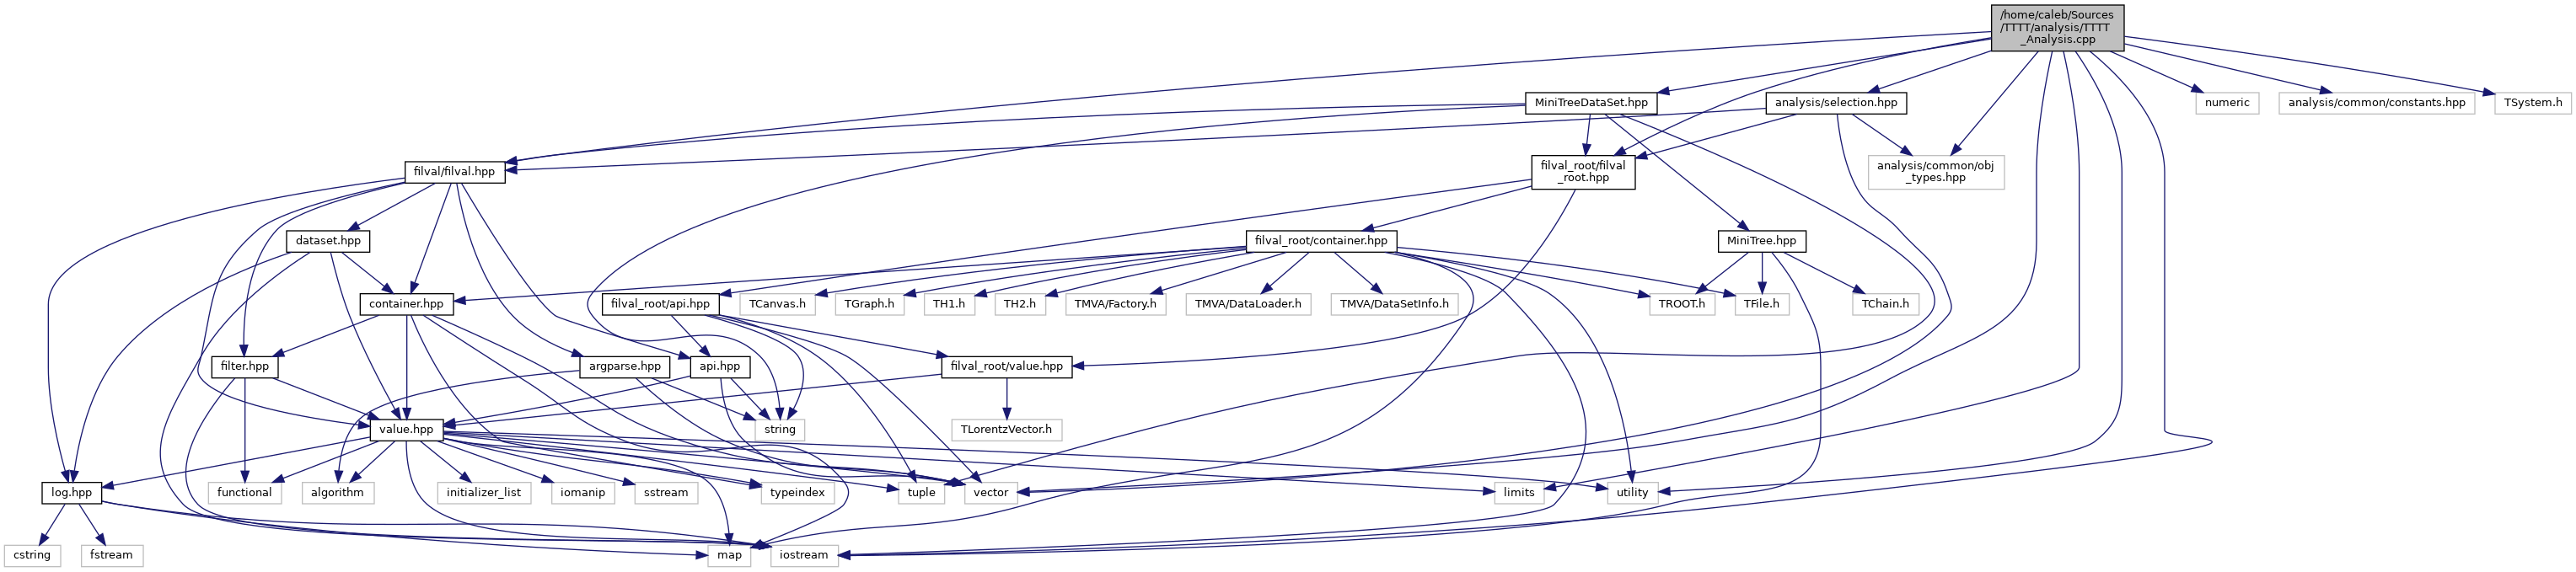 /home/caleb/Sources
/TTTT/analysis/TTTT
_Analysis.cpp
MiniTreeDataSet.hpp
analysis/selection.hpp
numeric
analysis/common/constants.hpp
TSystem.h
filval/filval.hpp
filval_root/filval
_root.hpp
analysis/common/obj
_types.hpp
dataset.hpp
filval_root/container.hpp
MiniTree.hpp
container.hpp
filval_root/api.hpp
TCanvas.h
TGraph.h
TH1.h
TH2.h
TMVA/Factory.h
TMVA/DataLoader.h
TMVA/DataSetInfo.h
TROOT.h
TFile.h
TChain.h
filter.hpp
argparse.hpp
api.hpp
filval_root/value.hpp
value.hpp
string
TLorentzVector.h
log.hpp
functional
algorithm
initializer_list
iomanip
sstream
typeindex
tuple
vector
limits
utility
cstring
fstream
map
iostream